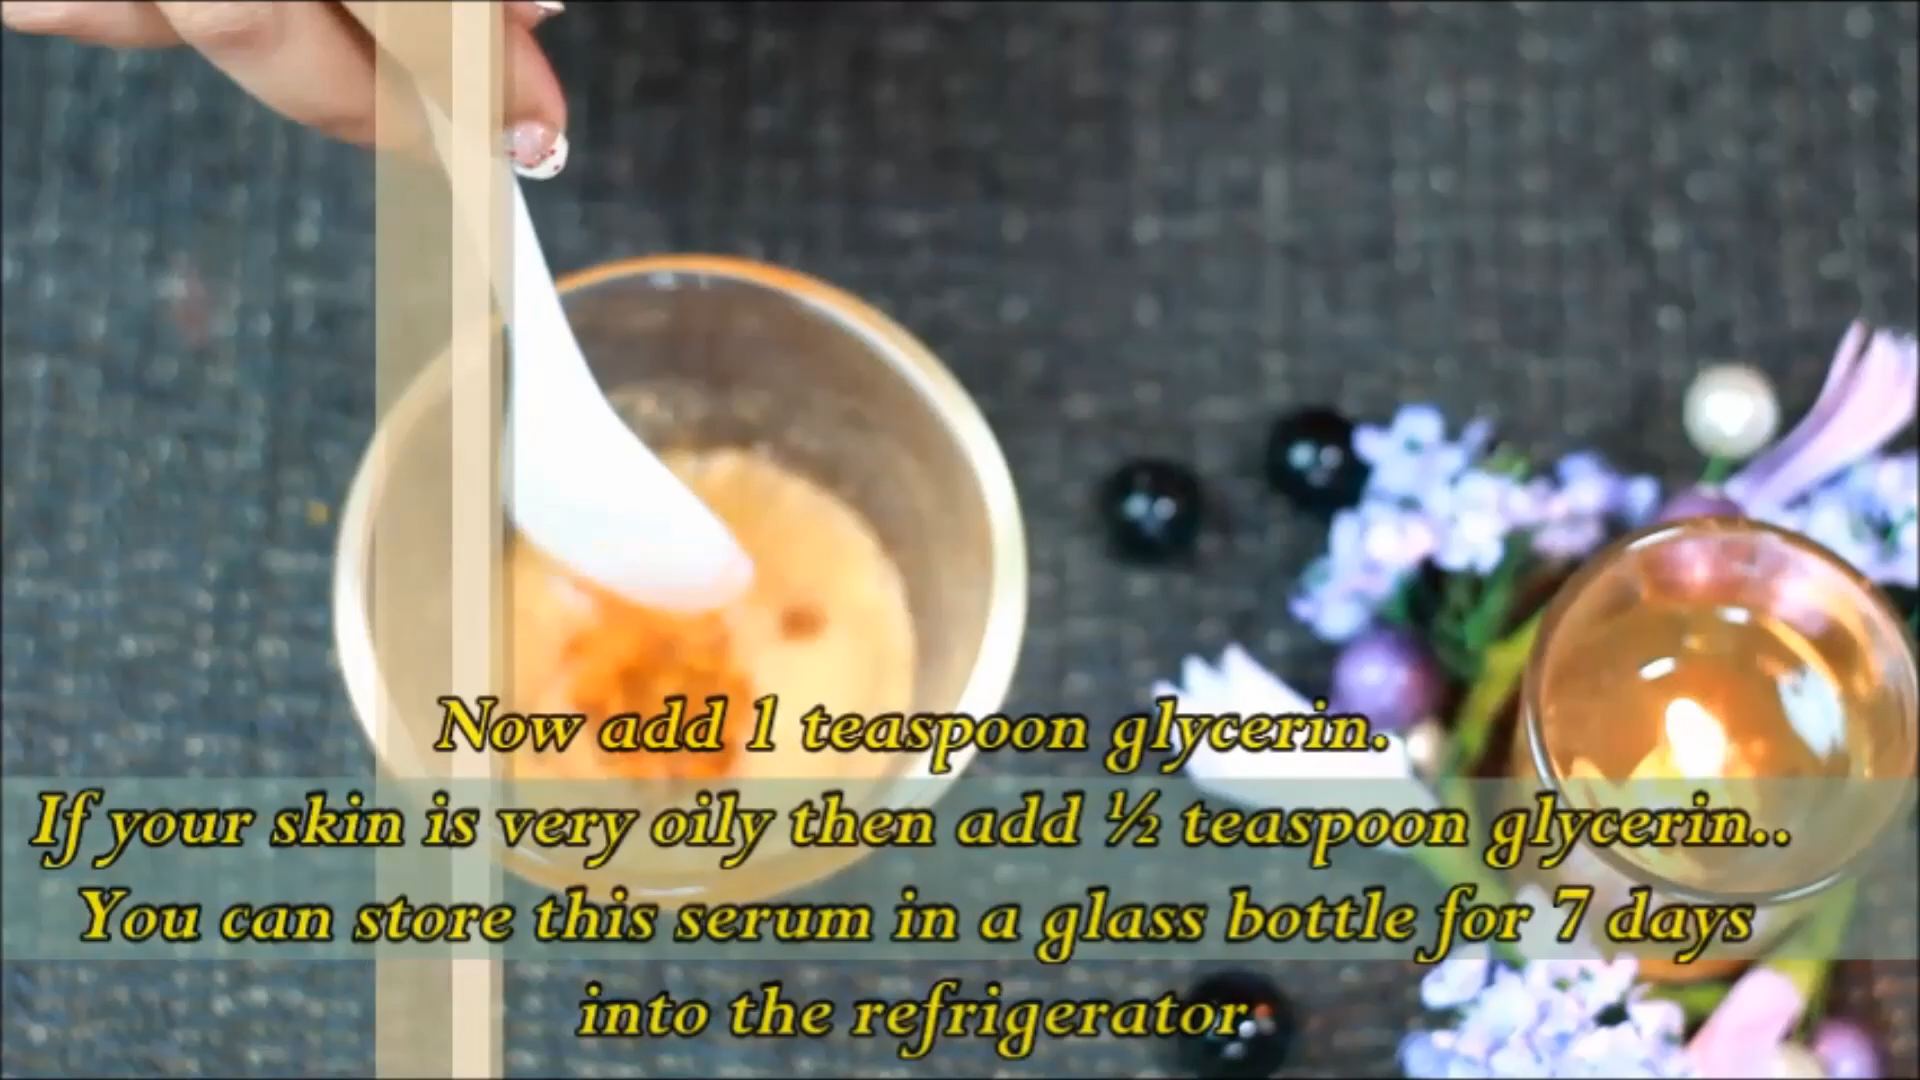 Now add 1 teaspoon glycerin.
If your skin is very oily then add ½ teaspoon glycerin..
You can store this serum in a glass bottle for 7 days
into the refrigerator.